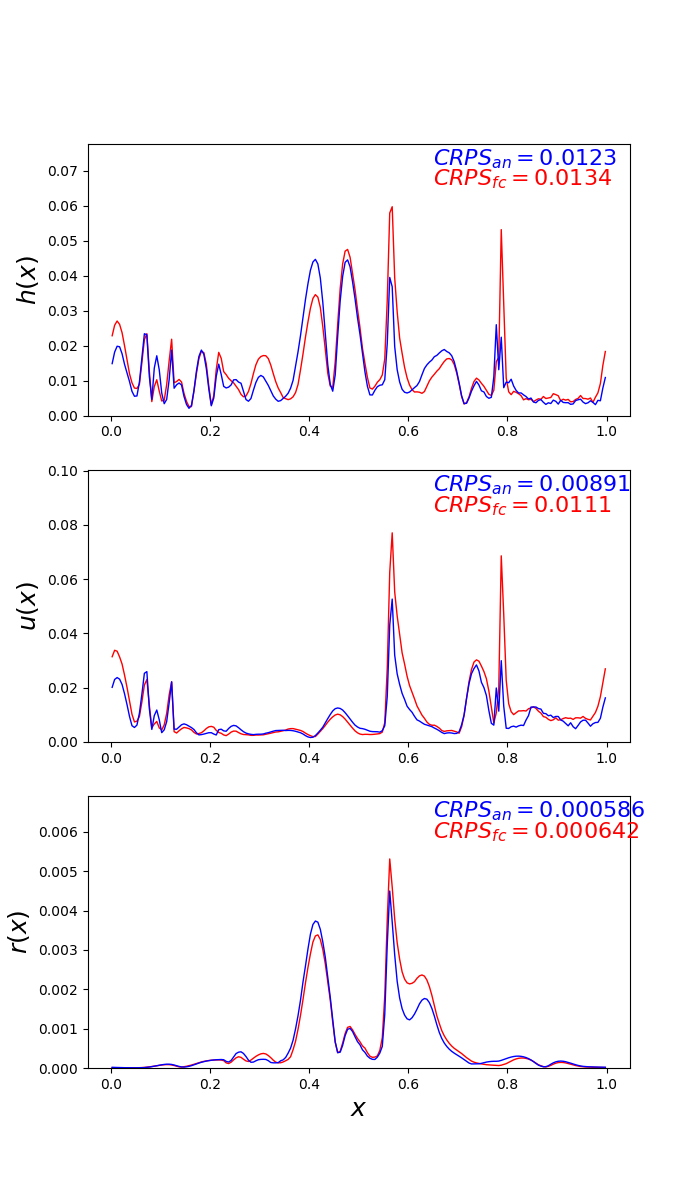 CRPS_an = 0.0123
CRPS_fc = 0.0134
0.07
0.06
0.05
0.04
0.03
0.02
0.01
0.00
h(x)
0.0 0.2 0.4 0.6 0.8 1.0
CRPS_an = 0.00891
CRPS_fc = 0.0111
0.10
0.08
0.06
0.04
0.02
0.00
u(x)
0.0 0.2 0.4 0.6 0.8 1.0
CRPS_an = 0.000586
CRPS_fc = 0.000642
0.006
0.005
0.004
0.003
0.002
0.001
0.000
r(x)
0.0 0.2 0.4 0.6 0.8 1.0
x